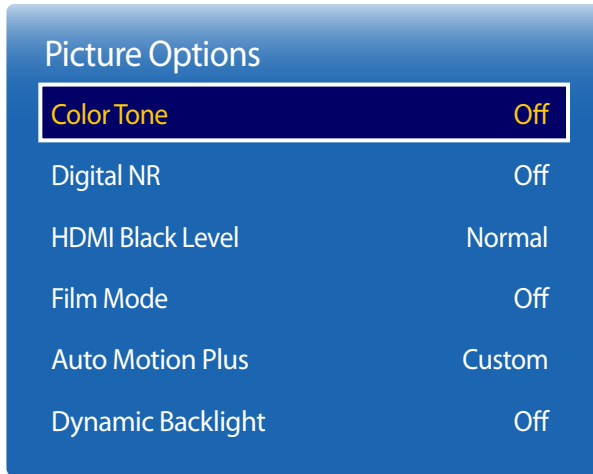 Picture Options
Color Tone Off
Digital NR Off
HDMI Black Level Normal
Film Mode Off
Auto Motion Plus Custom
Dynamic Backlight Off